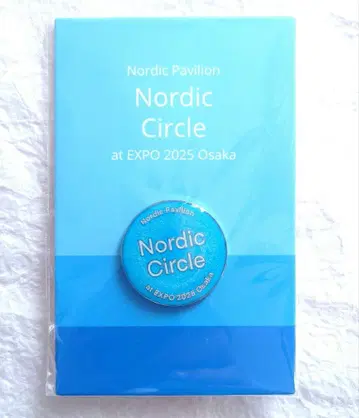 Nordic Pavilion
Nordic
Circle
at EXPO 2025 Osaka
Nordic Pavilion
Nordic
Circle
at EXPO 2025 Osaka